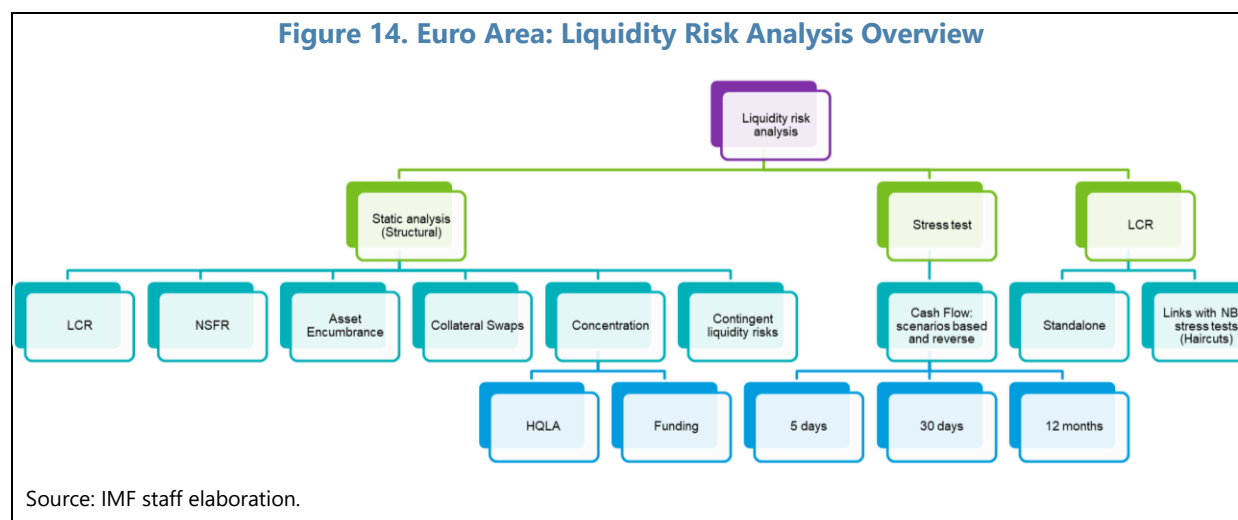 Figure 14. Euro Area: Liquidity Risk Analysis Overview
Liquidity risk
analysis
Static analysis
(Structural)
Stress test
LCR
LCR
NSFR
Asset
Encumbrance
Collateral Swaps
Concentration
Contingent
liquidity risks
Cash Flow:
scenarios based
and reverse
Standalone
Links with
stress tests
(Haircuts)
HQLA
Funding
5 days
30 days
12 months
Source: IMF staff elaboration.